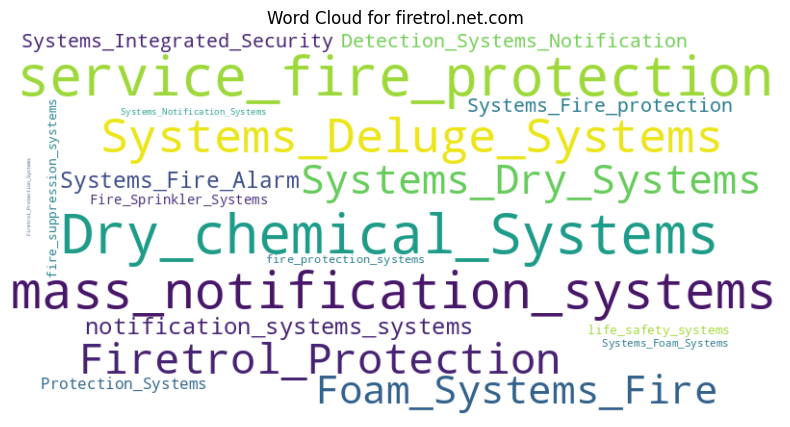 Word Cloud for firetrol.net.com
Systems_Integrated_Security Detection_Systems_Notification
service_fire_protection
Systems_Notification_Systems Systems_Fire_protection
Systems_Deluge_Systems
fire_suppression_systems
Firetrol_Protection_Systems
Systems_Fire_Alarm Systems_Dry_Systems
Fire_Sprinkler_Systems
Dry_chemical_Systems
fire_protection_systems
mass_notification_systems
notification_systems_systems life_safety_systems
Systems_Foam_Systems
Firetrol_Protection
Protection_Systems Foam_Systems_Fire